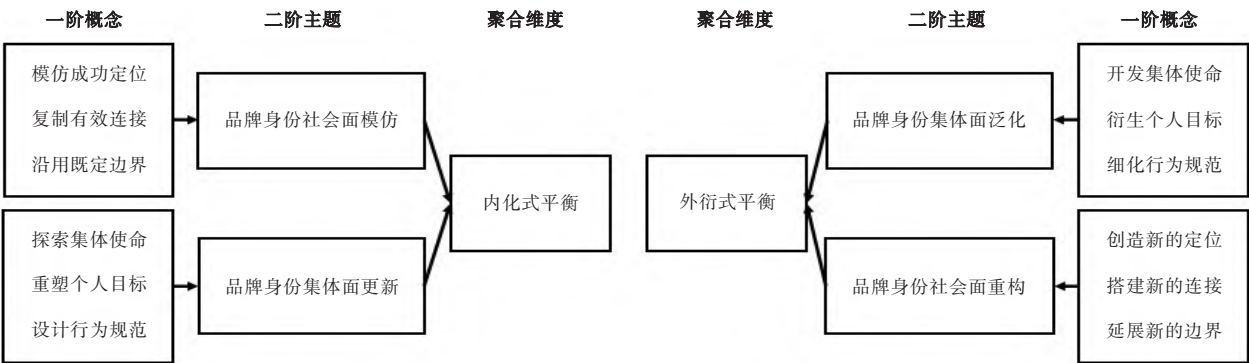 一阶概念
二阶主题
聚合维度
聚合维度
二阶主题
一阶概念
模仿成功定位
复制有效连接
沿用既定边界
品牌身份社会面模仿
探索集体使命
重塑个人目标
设计行为规范
品牌身份集体面更新
内化式平衡
外衍式平衡
品牌身份集体面泛化
开发集体使命
衍生个人目标
细化行为规范
品牌身份社会面重构
创造新的定位
搭建新的连接
延展新的边界